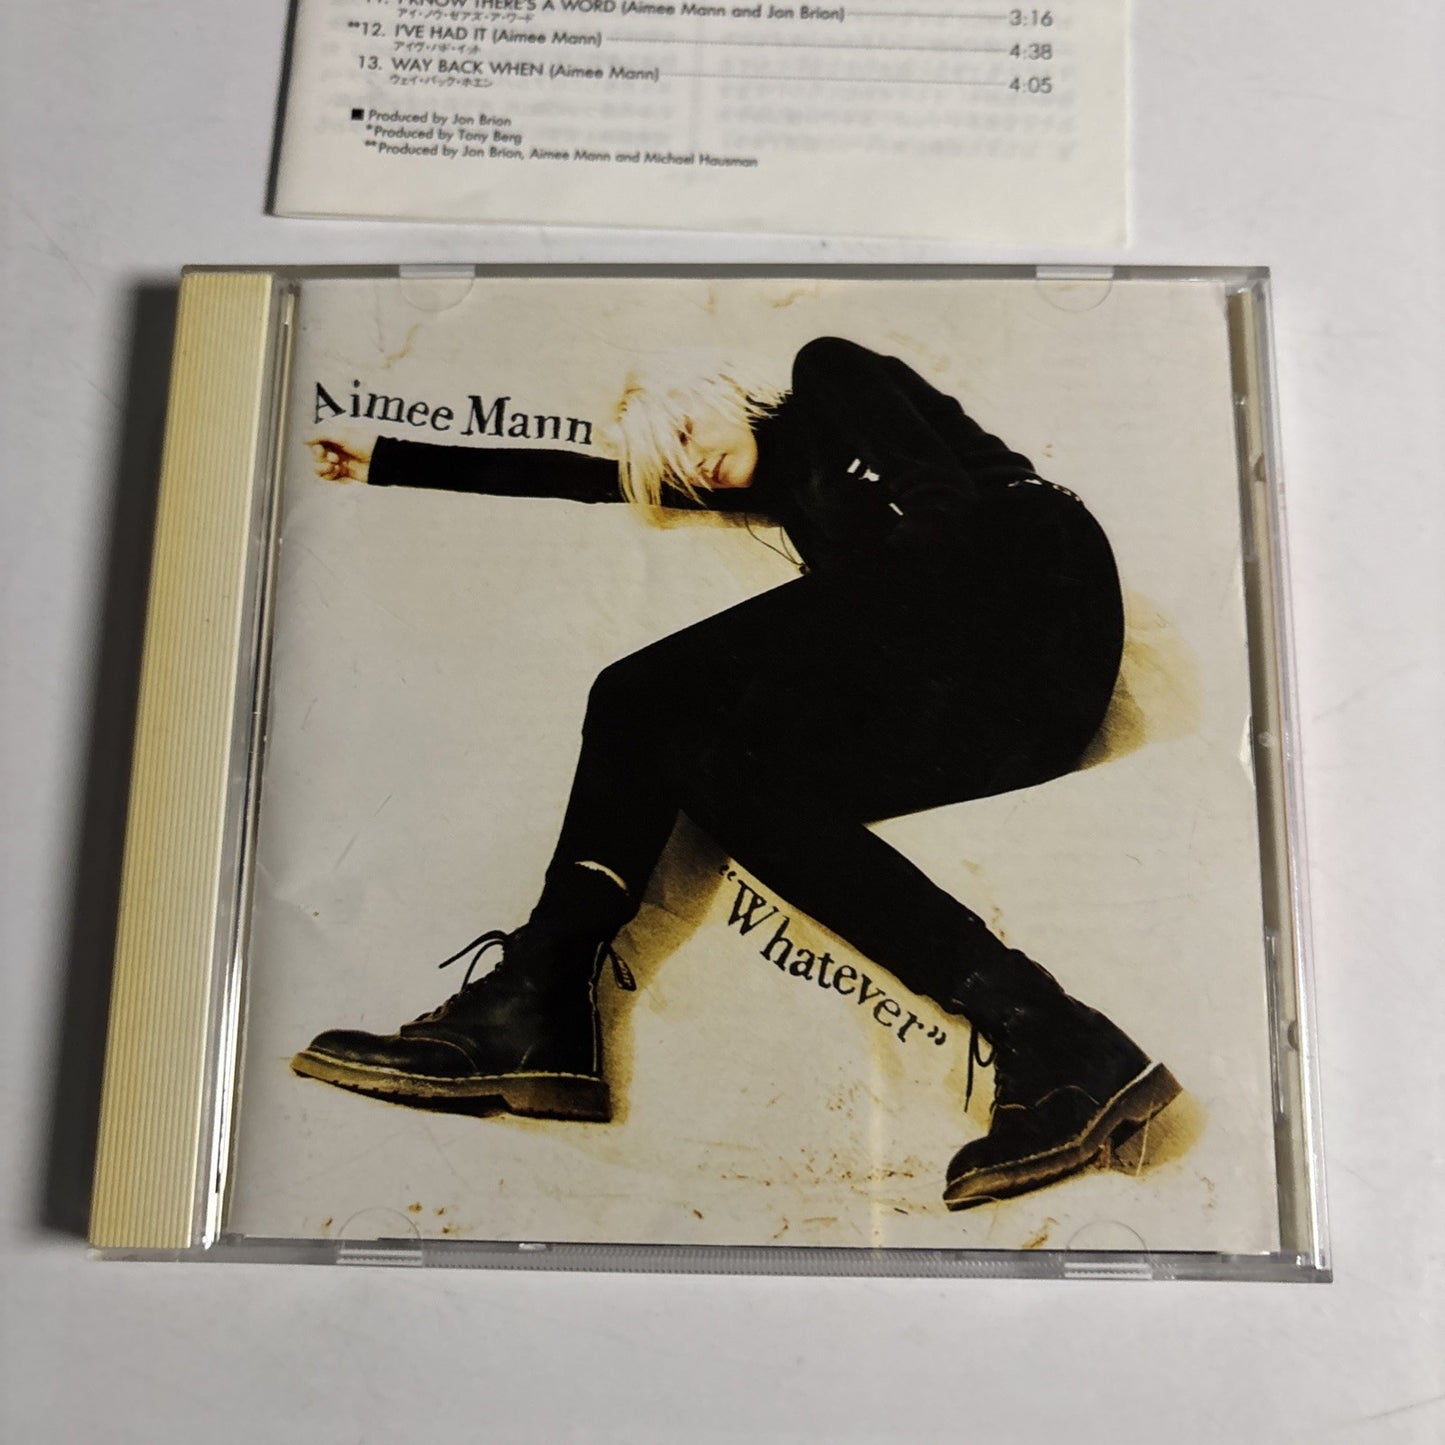 11. I KNOW THERE'S A WORD (Aimee Mann and Jon Brion) 3:16
アイ・ノウ・ゼアズ・ア・ワード
**12. I'VE HAD IT (Aimee Mann) 4:38
アイヴ・ハド・イット
13. WAY BACK WHEN (Aimee Mann) 4:05
ウェイ・バック・ホエン
■ Produced by Jon Brion
*Produced by Tony Berg
**Produced by Jon Brion, Aimee Mann and Michael Hausman
Aimee Mann
“Whatever”